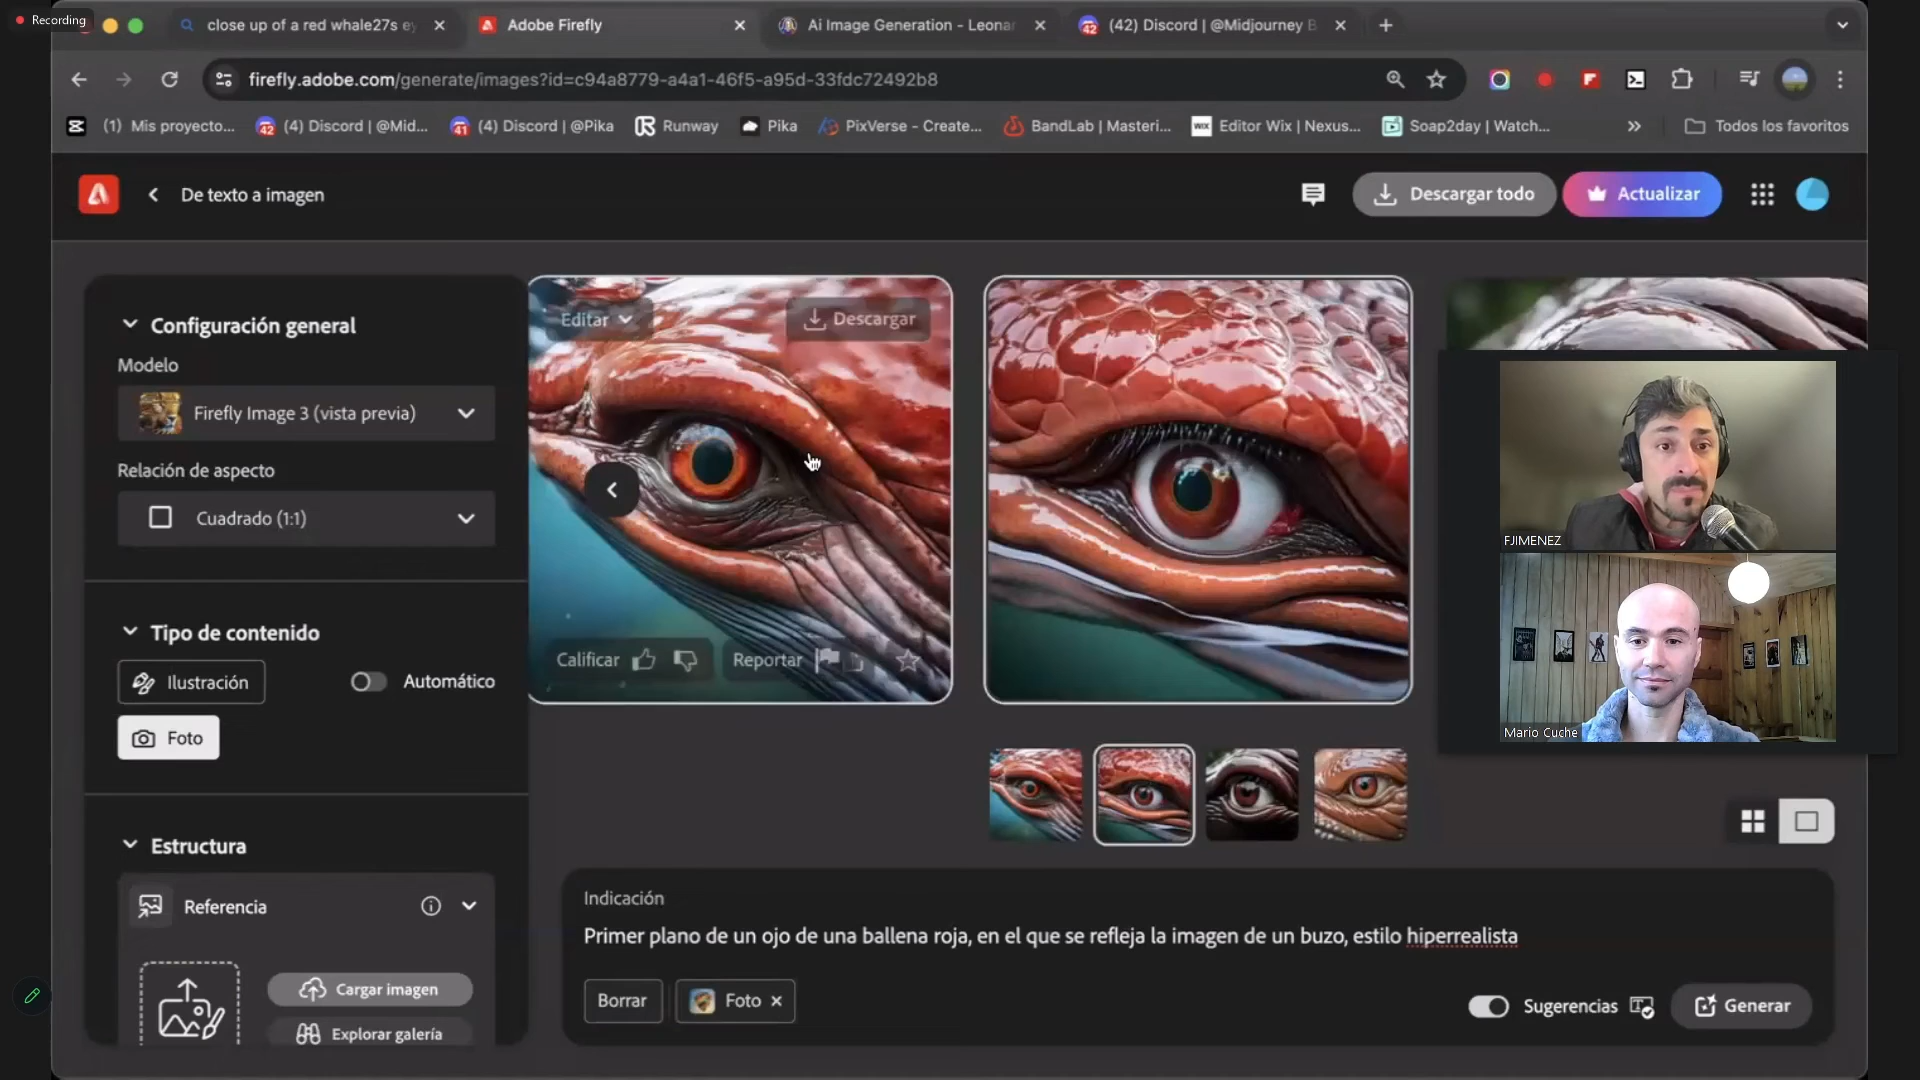 Recording
close up of a red whale27s ey
Adobe Firefly
Ai Image Generation - Leonar
(42) Discord | @Midjourney B
firefly.adobe.com/generate/images?id=c94a8779-a4a1-46f5-a95d-33fdc72492b8
(1) Mis proyecto...
42
(4) Discord | @Mid...
41
(4) Discord | @Pika
Runway
Pika
PixVerse - Create...
BandLab | Masteri...
WIX
Editor Wix | Nexus...
Soap2day | Watch...
Todos los favoritos
De texto a imagen
Descargar todo
Actualizar
Configuración general
Modelo
Firefly Image 3 (vista previa)
Relación de aspecto
Cuadrado (1:1)
Tipo de contenido
Ilustración
Automático
Foto
Estructura
Referencia
Cargar imagen
Explorar galería
Editar
Descargar
Calificar
Reportar
FJIMENEZ
Mario Cuche
Indicación
Primer plano de un ojo de una ballena roja, en el que se refleja la imagen de un buzo, estilo hiperrealista
Borrar
Foto
Sugerencias
Generar